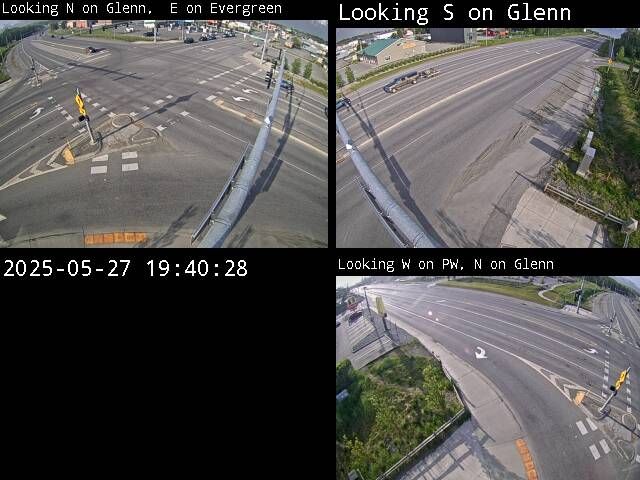 Looking N on Glenn,  E on Evergreen
Looking S on Glenn
2025-05-27 19:40:28
Looking W on PW, N on Glenn